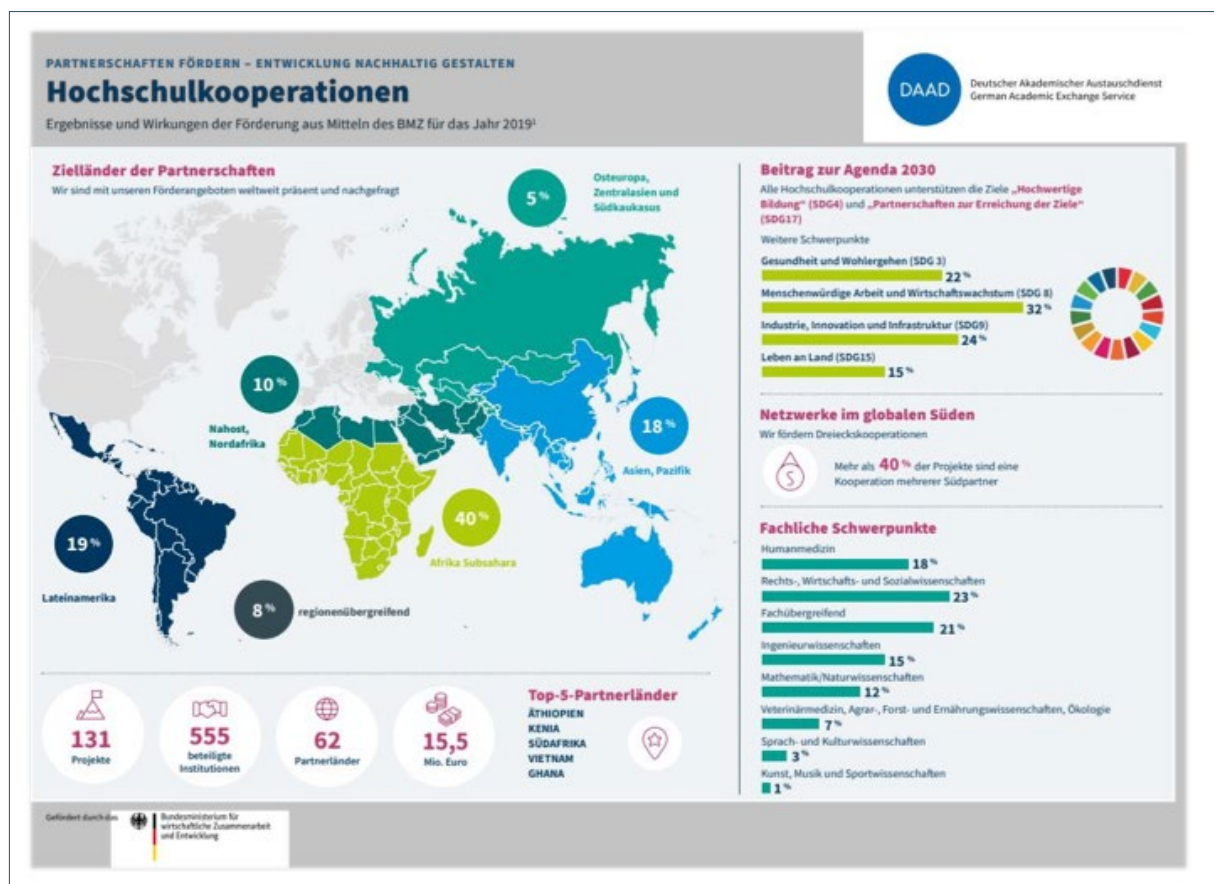 PARTNERSCHAFTEN FÖRDERN – ENTWICKLUNG NACHHALTIG GESTALTEN
Hochschulkooperationen
Ergebnisse und Wirkungen der Förderung aus Mitteln des BMZ für das Jahr 2019¹
DAAD
Deutscher Akademischer Austauschdienst
German Academic Exchange Service
Zielländer der Partnerschaften
Wir sind mit unseren Förderangeboten weltweit präsent und nachgefragt
5 %
Osteuropa,
Zentralasien und
Südkaukasus
10 %
Nahost,
Nordafrika
18 %
Asien, Pazifik
40 %
Afrika Subsahara
19 %
Lateinamerika
8 %
regionenübergreifend
131
Projekte
555
beteiligte
Institutionen
62
Partnerländer
15,5
Mio. Euro
Top-5-Partnerländer
ÄTHIOPIEN
KENIA
SÜDAFRIKA
VIETNAM
GHANA
Beitrag zur Agenda 2030
Alle Hochschulkooperationen unterstützen die Ziele „Hochwertige
Bildung“ (SDG4) und „Partnerschaften zur Erreichung der Ziele“
(SDG17)
Weitere Schwerpunkte
Gesundheit und Wohlergehen (SDG 3)
22 %
Menschenwürdige Arbeit und Wirtschaftswachstum (SDG 8)
32 %
Industrie, Innovation und Infrastruktur (SDG9)
24 %
Leben an Land (SDG15)
15 %
Netzwerke im globalen Süden
Wir fördern Dreieckskooperationen
S
Mehr als 40 % der Projekte sind eine
Kooperation mehrerer Südpartner
Fachliche Schwerpunkte
Humanmedizin
18 %
Rechts-, Wirtschafts- und Sozialwissenschaften
23 %
Fachübergreifend
21 %
Ingenieurwissenschaften
15 %
Mathematik/Naturwissenschaften
12 %
Veterinärmedizin, Agrar-, Forst- und Ernährungswissenschaften, Ökologie
7 %
Sprach- und Kulturwissenschaften
3 %
Kunst, Musik und Sportwissenschaften
1 %
Gefördert durch das
Bundesministerium für
wirtschaftliche Zusammenarbeit
und Entwicklung